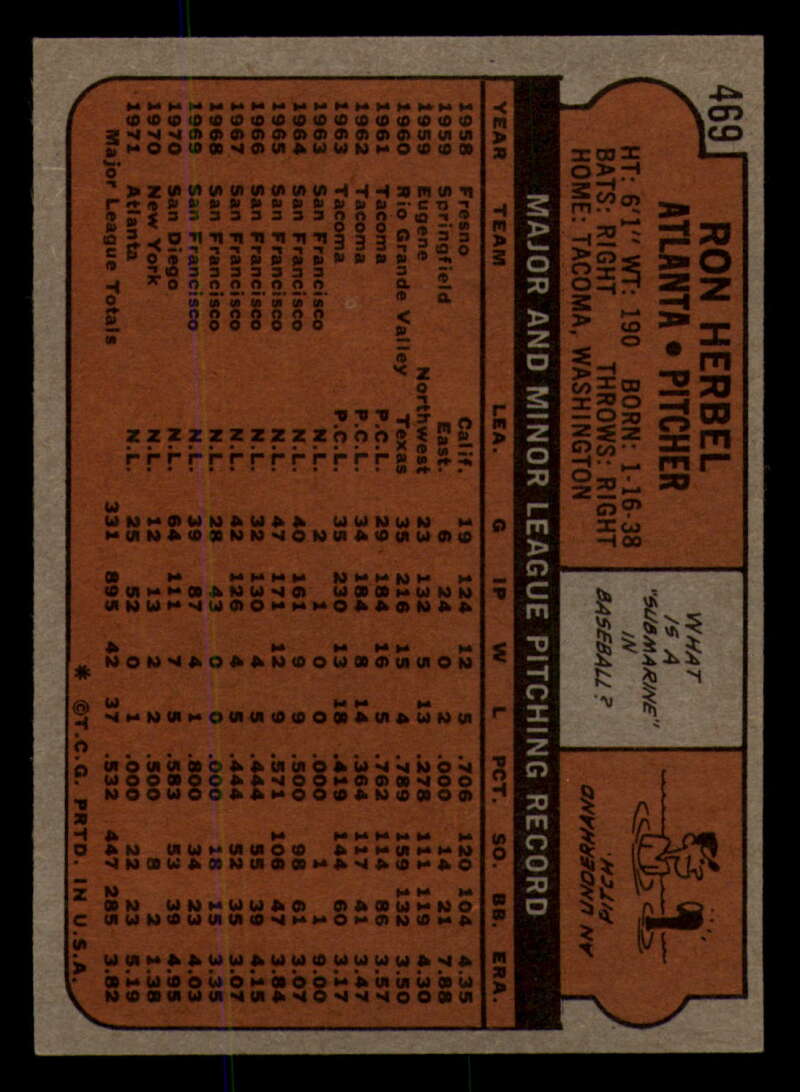 469
RON HERBEL
ATLANTA • PITCHER
HT: 6'1" WT: 190 BORN: 1-16-38
BATS: RIGHT THROWS: RIGHT
HOME: TACOMA, WASHINGTON
WHAT
IS A
"SUBMARINE"
IN
BASEBALL?
AN UNDERHAND
PITCH.
MAJOR AND MINOR LEAGUE PITCHING RECORD
YEAR TEAM LEA. G IP W L PCT. SO. BB. ERA.
1958 Fresno Calif. 19 124 12 5 .706 120 104 4.35
1959 Springfield East. 6 24 0 2 .000 14 21 7.88
1959 Eugene Northwest 23 132 5 13 .278 111 119 4.30
1960 Rio Grande Valley Texas 35 216 15 4 .789 159 132 3.50
1961 Tacoma P.C.L. 29 184 16 5 .762 114 86 3.57
1962 Tacoma P.C.L. 34 184 8 14 .364 117 41 3.47
1963 Tacoma P.C.L. 35 230 13 18 .419 144 60 3.17
1963 San Francisco N.L. 2 1 0 0 .000 1 1 9.00
1964 San Francisco N.L. 40 161 9 9 .500 98 61 3.07
1965 San Francisco N.L. 47 171 12 9 .571 106 47 3.84
1966 San Francisco N.L. 32 130 4 5 .444 55 39 4.15
1967 San Francisco N.L. 42 126 4 5 .444 52 35 3.07
1968 San Francisco N.L. 28 43 0 0 .000 18 15 3.35
1969 San Francisco N.L. 39 87 4 1 .800 34 23 4.03
1970 San Diego N.L. 64 111 7 5 .583 53 39 4.95
1970 New York N.L. 12 13 2 2 .500 8 2 1.38
1971 Atlanta N.L. 25 52 0 1 .000 22 23 5.19
Major League Totals 331 895 42 37 .532 447 285 3.82
* ©T.C.G. PRTD. IN U.S.A.